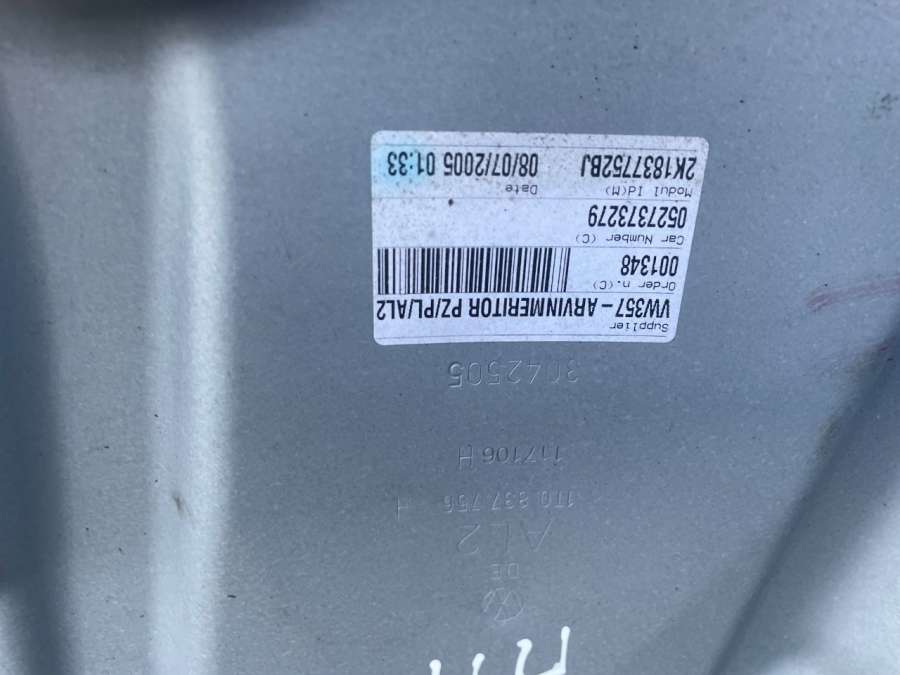 DE
AL2
1T0 837 756
117106 H
3042505
Supplier
VW357 - ARVINMERITOR PZ/PL/AL2
Order n.(C)
001348
Car Number (C)
0527373279
Modul Id(M) Date
2K1837752BJ 08/07/2005 01:33